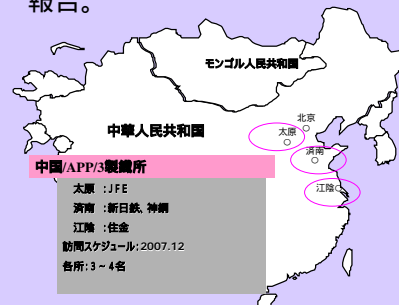 報告。
モンゴル人民共和国
北京
中華人民共和国
太原
済南
中国/APP/3製鐵所
江陰
太原 :JFE
済南 :新日鉄, 神鋼
江陰 :住金
訪問スケジュール:2007.12
各所:3~4名